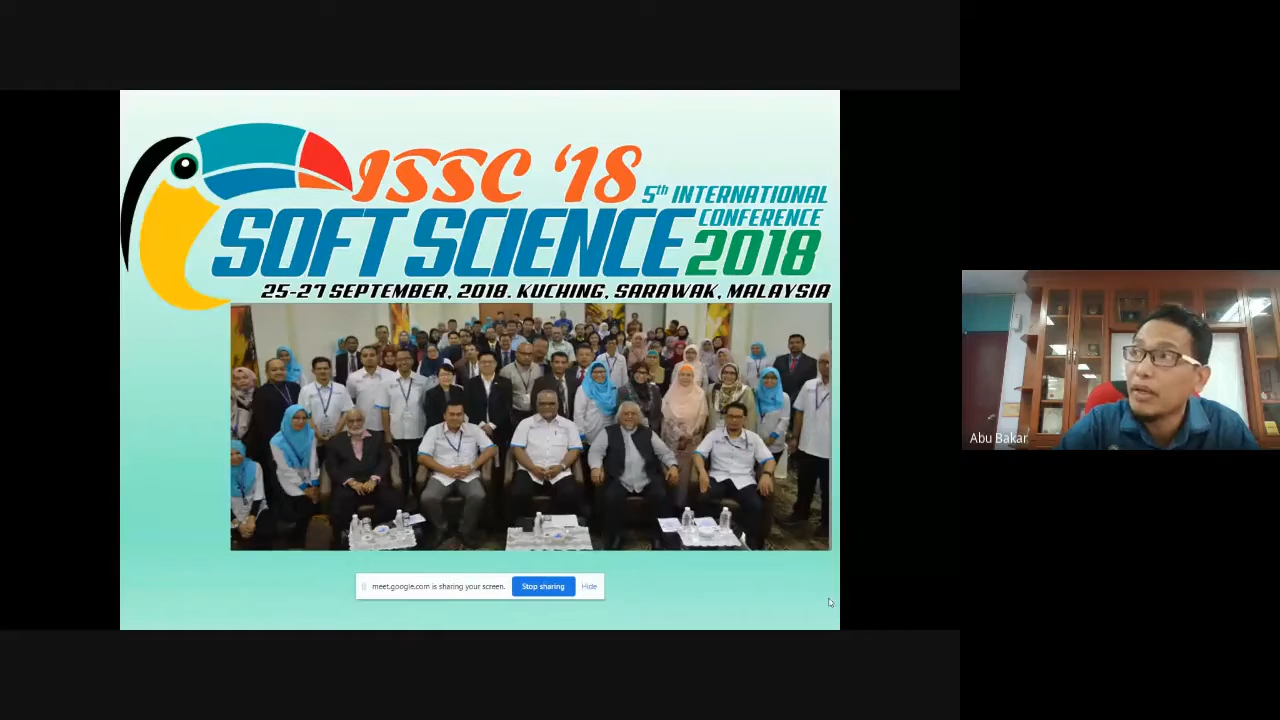 ISSC '18
5th INTERNATIONAL
SOFT SCIENCE CONFERENCE
2018
25-27 SEPTEMBER, 2018. KUCHING, SARAWAK, MALAYSIA
meet.google.com is sharing your screen. Stop sharing Hide
Abu Bakar